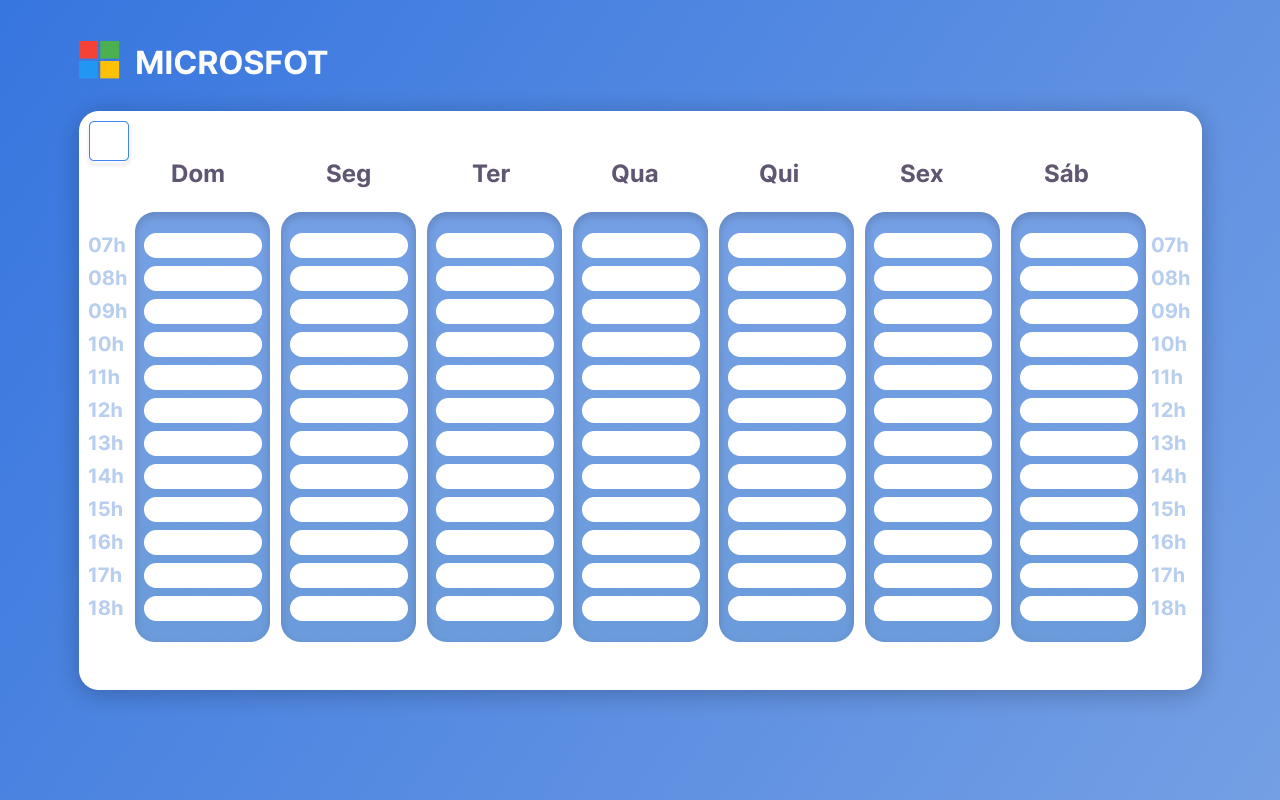 MICROSFOT
Dom Seg Ter Qua Qui Sex Sáb
07h 07h
08h 08h
09h 09h
10h 10h
11h 11h
12h 12h
13h 13h
14h 14h
15h 15h
16h 16h
17h 17h
18h 18h